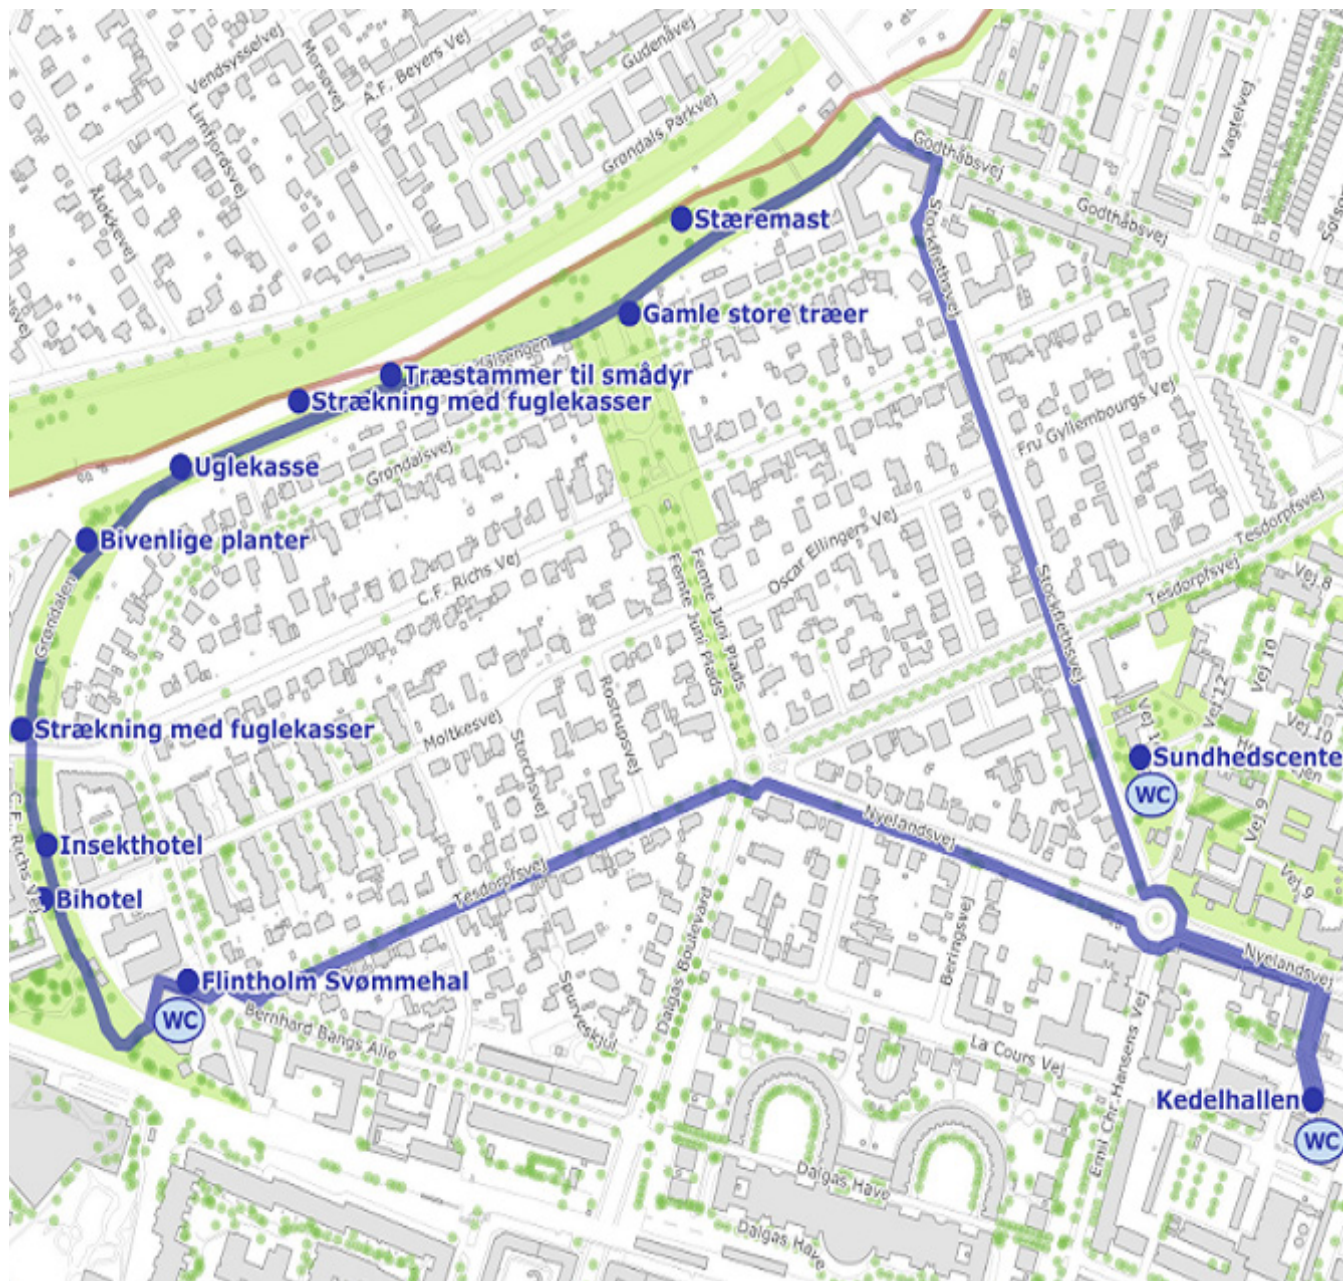 Vendsysselvej
Morsøvej
A.F. Beyers Vej
Gudenåvej
Limfjordsvej
Grøndals Parkvej
Ålokkevej
Godthåbsvej
Vagtelvej
Godthåbsvej
Stæremast
Stockflethsvej
Gamle store træer
Træstammer til smådyr
Strækning med fuglekasser
Fru Gyllembourgs Vej
Grøndalsvej
Uglekasse
Tesdorpfsvej
Oscar Ellingers Vej
Bivenlige planter
Femte Juni Plads
Femte Juni Plads
C.F. Richs Vej
Grøndalen
Stockflethsvej
Tesdorpfsvej
Vej 8
Vej 10
Vej 12
Vej 10
Rostrupsvej
Moltkesvej
Storchsvej
Strækning med fuglekasser
Sundhedscente
WC
Vej 9
Nyelandsvej
C.F. Richs Vej
Insekthotel
Tesdorpfsvej
Vej 9
Bihotel
Dalgas Boulevard
Beringsvej
Nyelandsvej
Flintholm Svømmehal
WC
Spurveskjul
Bernhard Bangs Alle
La Cours Vej
Emil Chr. Hansens Vej
Kedelhallen
WC
Dalgas Have
Dalgas Have